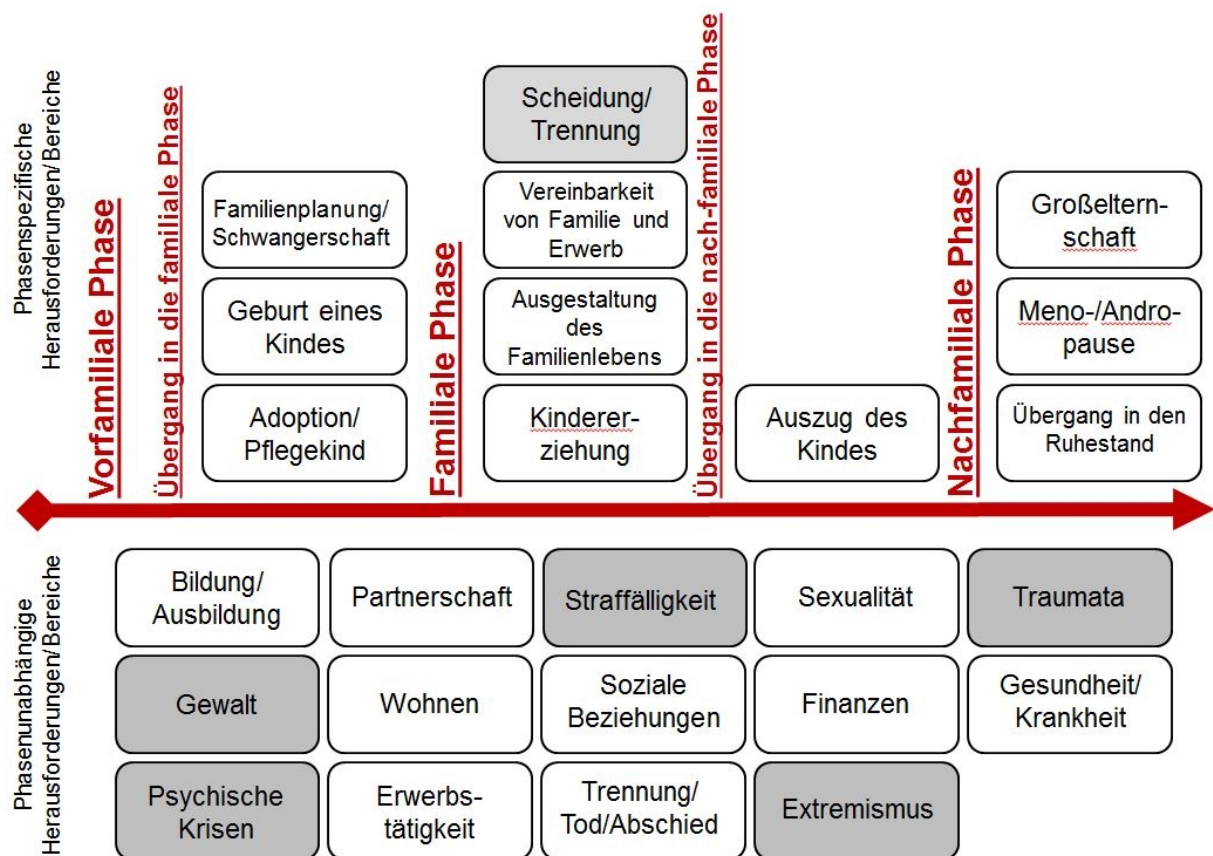 Phasenspezifische
Herausforderungen/Bereiche
Vorfamiliale Phase
Übergang in die familiale Phase
Familienplanung/
Schwangerschaft
Geburt eines
Kindes
Adoption/
Pflegekind
Familiale Phase
Scheidung/
Trennung
Vereinbarkeit
von Familie und
Erwerb
Ausgestaltung
des
Familienlebens
Kinderer-
ziehung
Übergang in die nach-familiale Phase
Auszug des
Kindes
Nachfamiliale Phase
Großeltern-
schaft
Meno-/Andro-
pause
Übergang in den
Ruhestand
Phasenunabhängige
Herausforderungen/Bereiche
Bildung/
Ausbildung
Partnerschaft
Straffälligkeit
Sexualität
Traumata
Gewalt
Wohnen
Soziale
Beziehungen
Finanzen
Gesundheit/
Krankheit
Psychische
Krisen
Erwerbs-
tätigkeit
Trennung/
Tod/Abschied
Extremismus